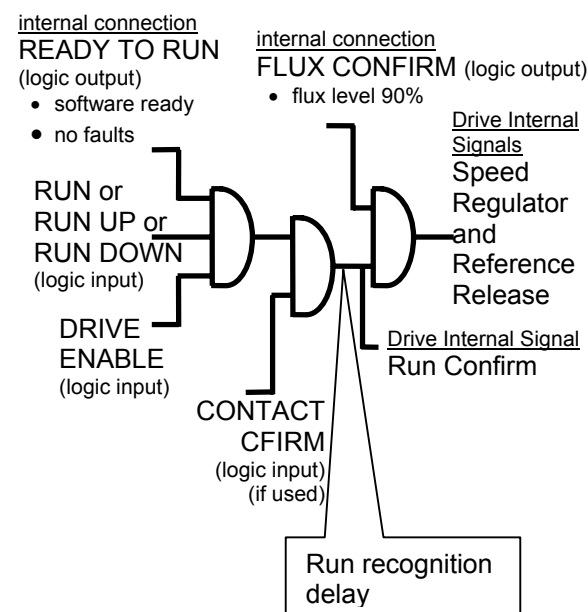 internal connection
READY TO RUN
(logic output)
• software ready
• no faults
internal connection
FLUX CONFIRM (logic output)
• flux level 90%
Drive Internal
Signals
Speed
Regulator
and
Reference
Release
RUN or
RUN UP or
RUN DOWN
(logic input)
DRIVE
ENABLE
(logic input)
CONTACT
CFIRM
(logic input)
(if used)
Drive Internal Signal
Run Confirm
Run recognition
delay